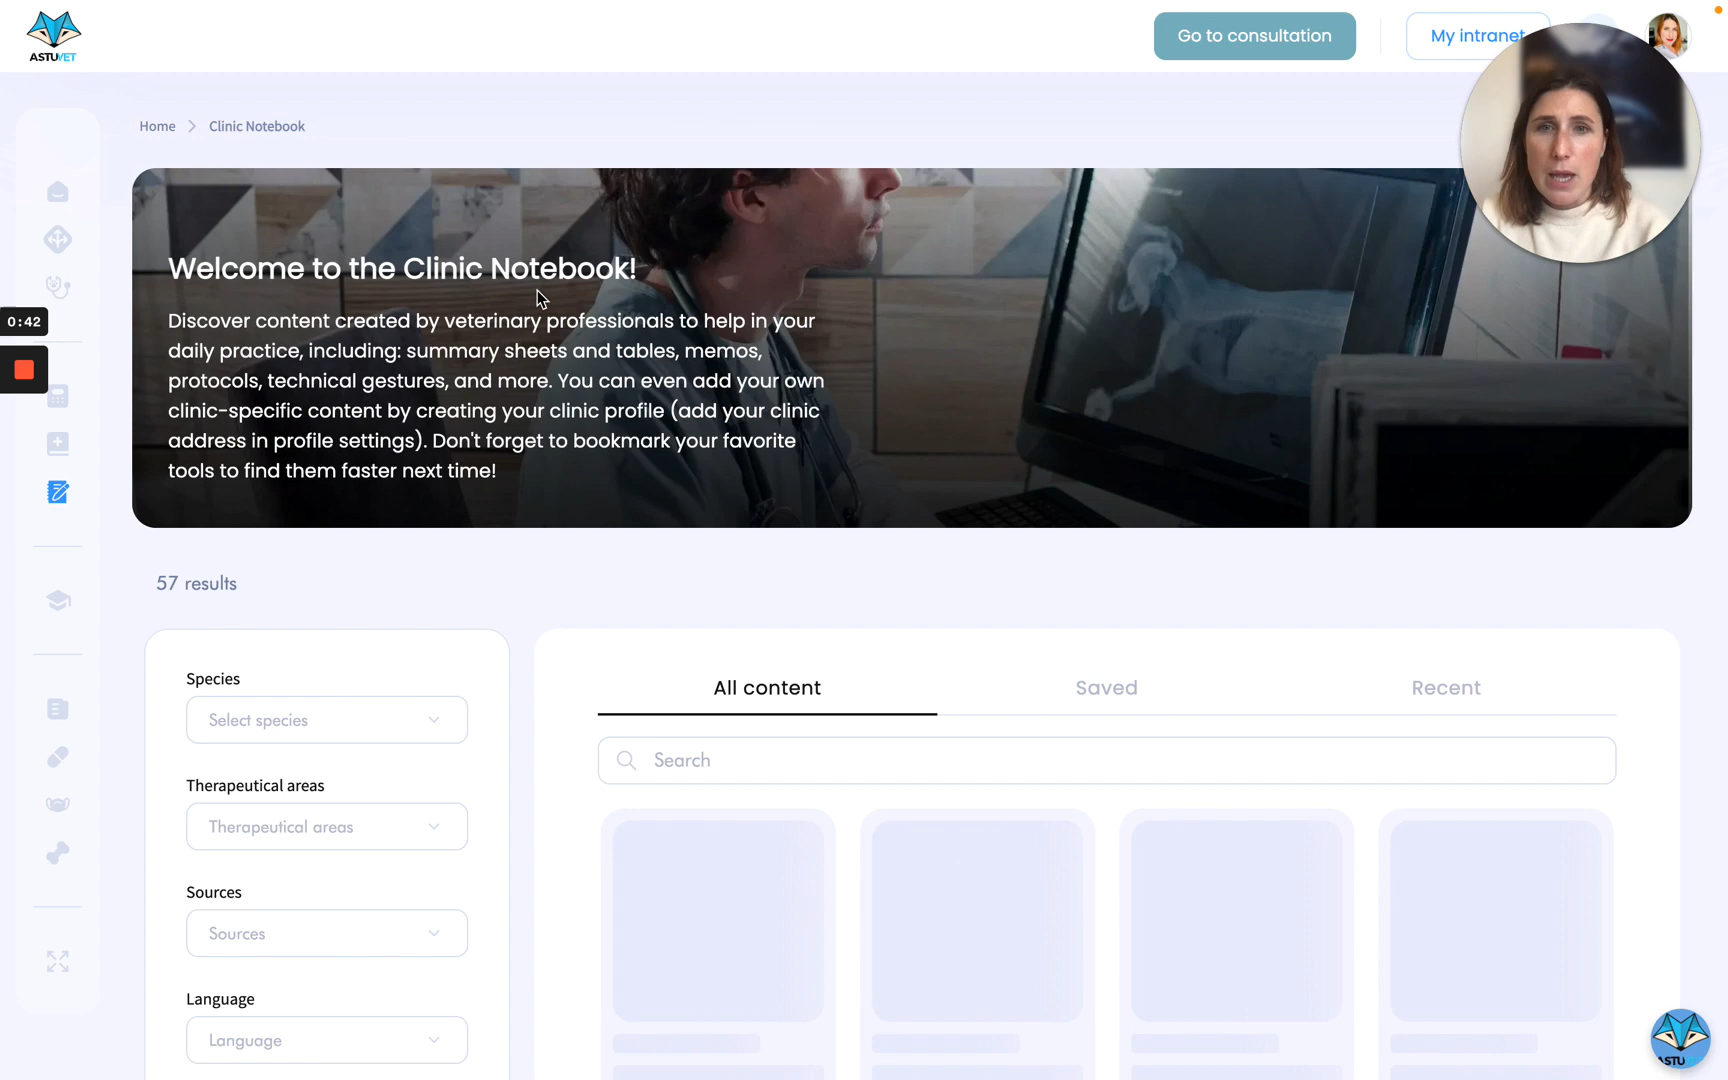 ASTUVET
Go to consultation
My intranet
Home
Clinic Notebook
Welcome to the Clinic Notebook!
0:42
Discover content created by veterinary professionals to help in your
daily practice, including: summary sheets and tables, memos,
protocols, technical gestures, and more. You can even add your own
clinic-specific content by creating your clinic profile (add your clinic
address in profile settings). Don't forget to bookmark your favorite
tools to find them faster next time!
57 results
Species
Select species
Therapeutical areas
Therapeutical areas
Sources
Sources
Language
Language
All content
Saved
Recent
Search
ASTU